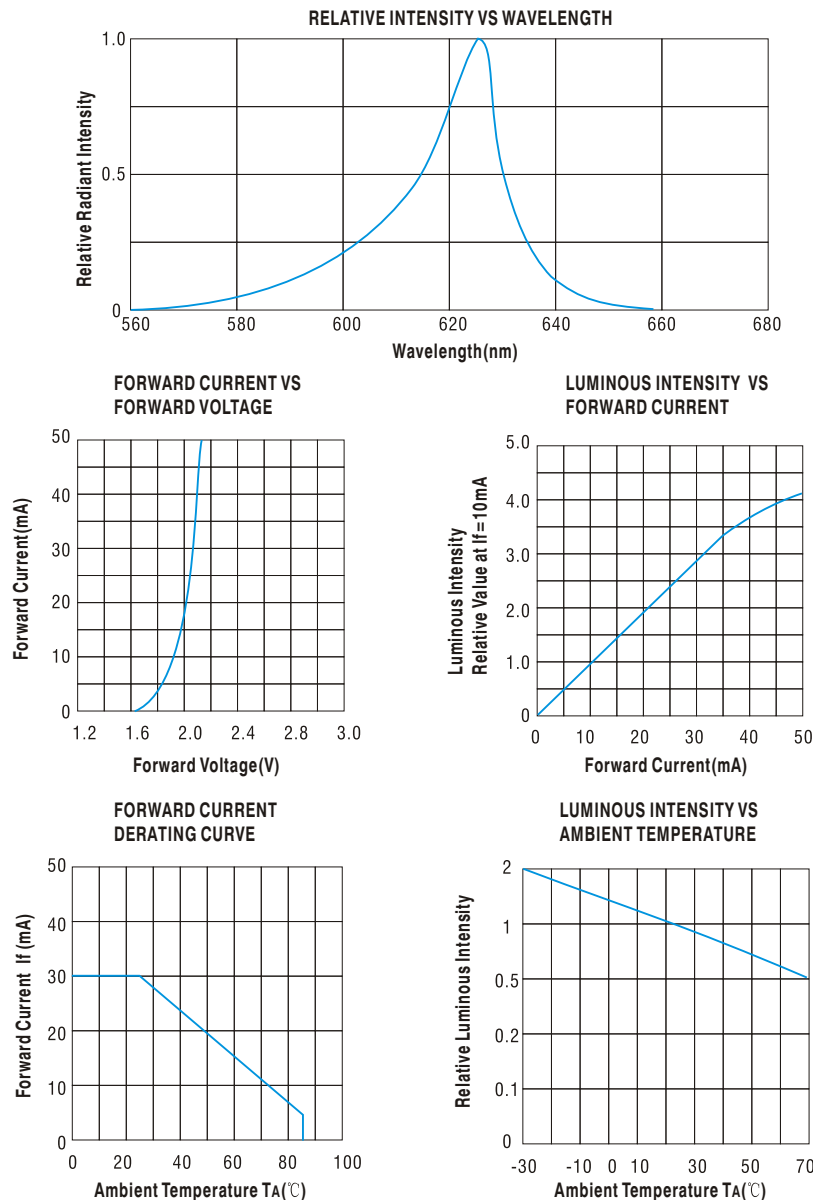 RELATIVE INTENSITY VS WAVELENGTH
1.0
0.5
0
Relative Radiant Intensity
560 580 600 620 640 660 680
Wavelength(nm)
FORWARD CURRENT VS
FORWARD VOLTAGE
50
40
30
20
10
0
Forward Current(mA)
1.2 1.6 2.0 2.4 2.8 3.0
Forward Voltage(V)
LUMINOUS INTENSITY VS
FORWARD CURRENT
5.0
4.0
3.0
2.0
1.0
0
Luminous Intensity
Relative Value at If=10mA
0 10 20 30 40 50
Forward Current(mA)
FORWARD CURRENT
DERATING CURVE
50
40
30
20
10
0
Forward Current If (mA)
0 20 40 60 80 100
Ambient Temperature TA(℃)
LUMINOUS INTENSITY VS
AMBIENT TEMPERATURE
2
1
0.5
0.2
0.1
0
Relative Luminous Intensity
-30 -10 0 10 30 50 70
Ambient Temperature TA(℃)